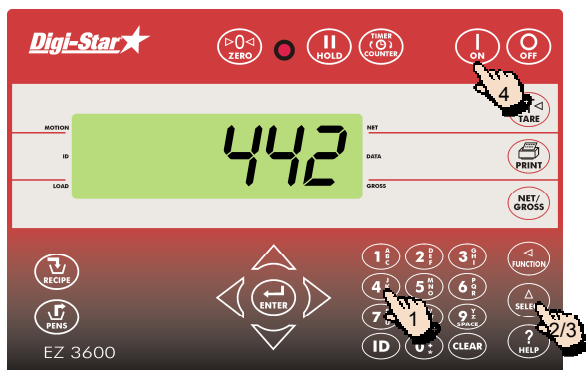 Digi-Star
ZERO
HOLD
TIMER
COUNTER
ON
OFF
4
TARE
MOTION
NET
442
ID
DATA
PRINT
LOAD
GROSS
NET/
GROSS
1 A B C
2 D E F
3 G H I
FUNCTION
RECIPE
4
5 M N O
6 P Q R
SELECT
ENTER
1
7
9 Y Z
SPACE
2/3
PENS
?
HELP
ID
0
CLEAR
EZ 3600